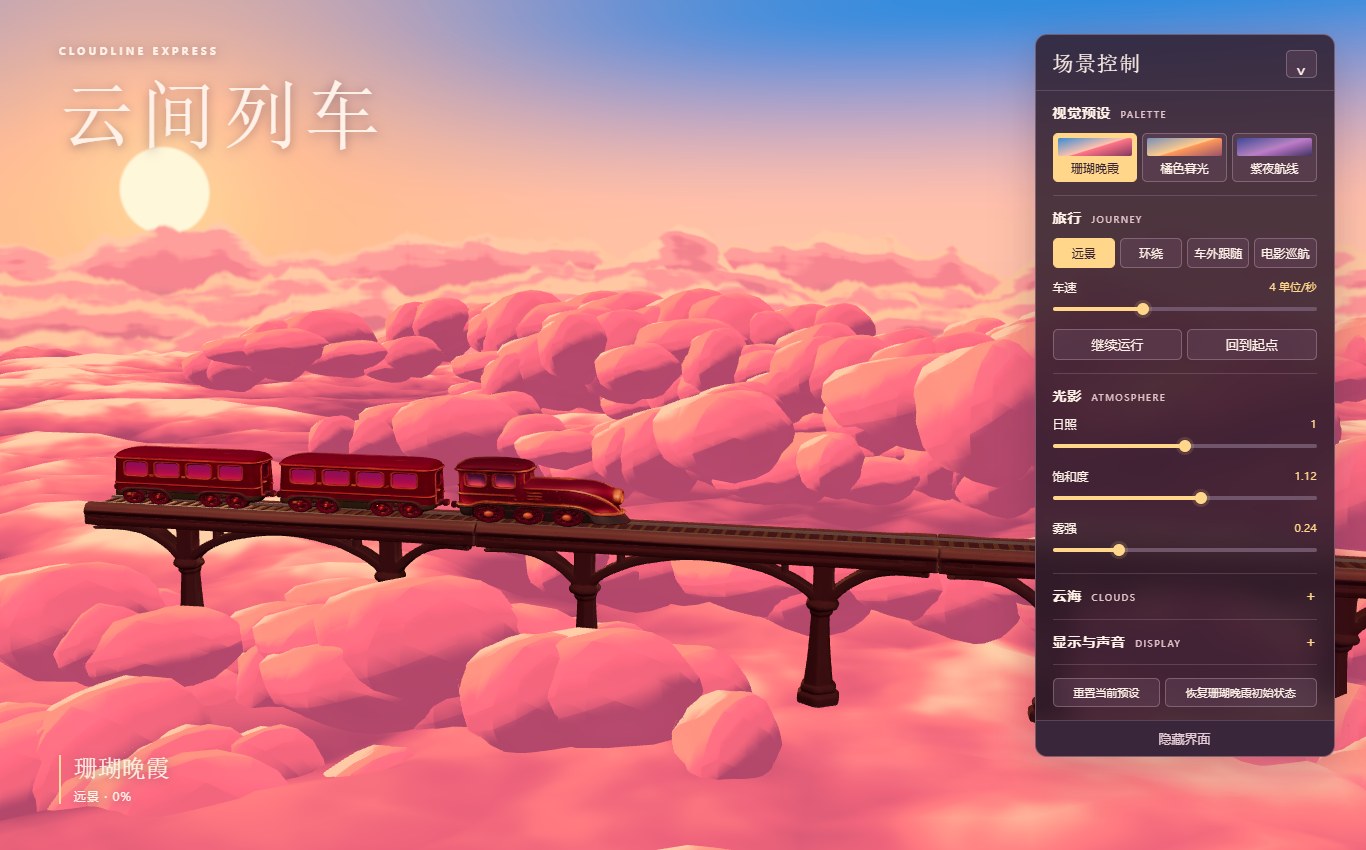 CLOUDLINE EXPRESS
云间列车
场景控制
视觉预设 PALETTE
珊瑚晚霞 橘色暮光 紫夜航线
旅行 JOURNEY
远景 环绕 车外跟随 电影巡航
车速 4 单位/秒
继续运行 回到起点
光影 ATMOSPHERE
日照 1
饱和度 1.12
雾强 0.24
云海 CLOUDS +
显示与声音 DISPLAY +
重置当前预设 恢复珊瑚晚霞初始状态
隐藏界面
珊瑚晚霞
远景 · 0%